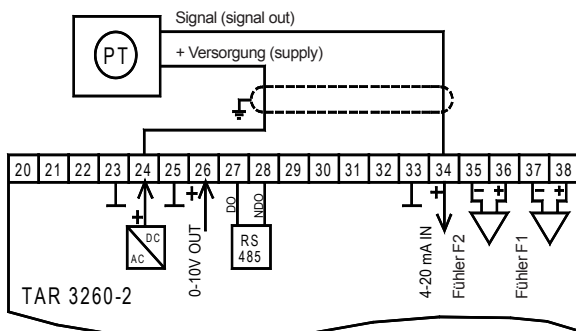 Signal (signal out)
PT
+ Versorgung (supply)
20 21 22 23 24 25 26 27 28 29 30 31 32 33 34 35 36 37 38
+ + + - + - +
DO
NDO
+
DC
AC
0-10V OUT
RS
485
4-20 mA IN
Fühler F2
Fühler F1
TAR 3260-2